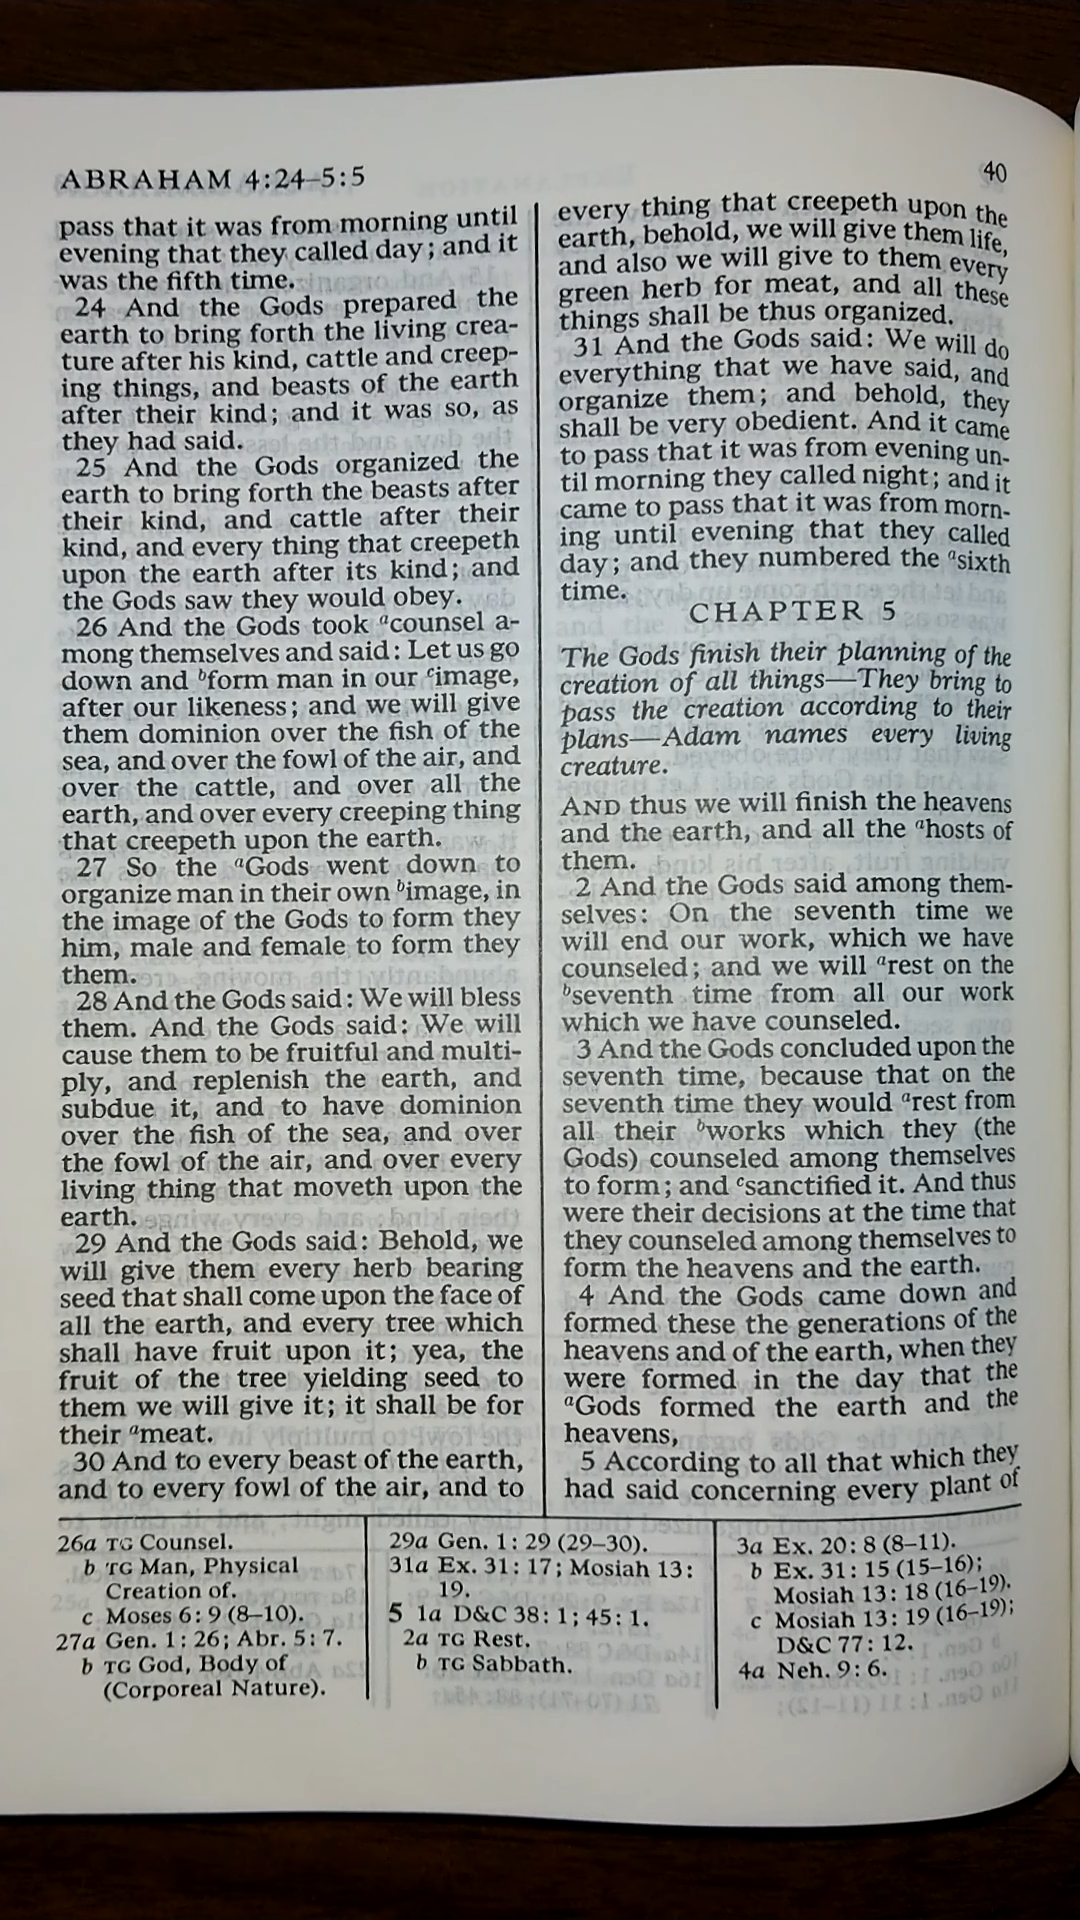 ABRAHAM 4:24–5:5
40
pass that it was from morning until
evening that they called day; and it
was the fifth time.
24 And the Gods prepared the
earth to bring forth the living crea-
ture after his kind, cattle and creep-
ing things, and beasts of the earth
after their kind; and it was so, as
they had said.
25 And the Gods organized the
earth to bring forth the beasts after
their kind, and cattle after their
kind, and every thing that creepeth
upon the earth after its kind; and
the Gods saw they would obey.
26 And the Gods took ᵃcounsel a-
mong themselves and said: Let us go
down and ᵇform man in our ᶜimage,
after our likeness; and we will give
them dominion over the fish of the
sea, and over the fowl of the air, and
over the cattle, and over all the
earth, and over every creeping thing
that creepeth upon the earth.
27 So the ᵃGods went down to
organize man in their own ᵇimage, in
the image of the Gods to form they
him, male and female to form they
them.
28 And the Gods said: We will bless
them. And the Gods said: We will
cause them to be fruitful and multi-
ply, and replenish the earth, and
subdue it, and to have dominion
over the fish of the sea, and over
the fowl of the air, and over every
living thing that moveth upon the
earth.
29 And the Gods said: Behold, we
will give them every herb bearing
seed that shall come upon the face of
all the earth, and every tree which
shall have fruit upon it; yea, the
fruit of the tree yielding seed to
them we will give it; it shall be for
their ᵃmeat.
30 And to every beast of the earth,
and to every fowl of the air, and to
every thing that creepeth upon the
earth, behold, we will give them life,
and also we will give to them every
green herb for meat, and all these
things shall be thus organized.
31 And the Gods said: We will do
everything that we have said, and
organize them; and behold, they
shall be very obedient. And it came
to pass that it was from evening un-
til morning they called night; and it
came to pass that it was from morn-
ing until evening that they called
day; and they numbered the ᵃsixth
time.
CHAPTER 5
The Gods finish their planning of the
creation of all things—They bring to
pass the creation according to their
plans—Adam names every living
creature.
AND thus we will finish the heavens
and the earth, and all the ᵃhosts of
them.
2 And the Gods said among them-
selves: On the seventh time we
will end our work, which we have
counseled; and we will ᵃrest on the
ᵇseventh time from all our work
which we have counseled.
3 And the Gods concluded upon the
seventh time, because that on the
seventh time they would ᵃrest from
all their ᵇworks which they (the
Gods) counseled among themselves
to form; and ᶜsanctified it. And thus
were their decisions at the time that
they counseled among themselves to
form the heavens and the earth.
4 And the Gods came down and
formed these the generations of the
heavens and of the earth, when they
were formed in the day that the
ᵃGods formed the earth and the
heavens,
5 According to all that which they
had said concerning every plant of
26a TG Counsel.
b TG Man, Physical
Creation of.
c Moses 6: 9 (8–10).
27a Gen. 1: 26; Abr. 5: 7.
b TG God, Body of
(Corporeal Nature).
29a Gen. 1: 29 (29–30).
31a Ex. 31: 17; Mosiah 13:
19.
5 1a D&C 38: 1; 45: 1.
2a TG Rest.
b TG Sabbath.
3a Ex. 20: 8 (8–11).
b Ex. 31: 15 (15–16);
Mosiah 13: 18 (16–19).
c Mosiah 13: 19 (16–19);
D&C 77: 12.
4a Neh. 9: 6.